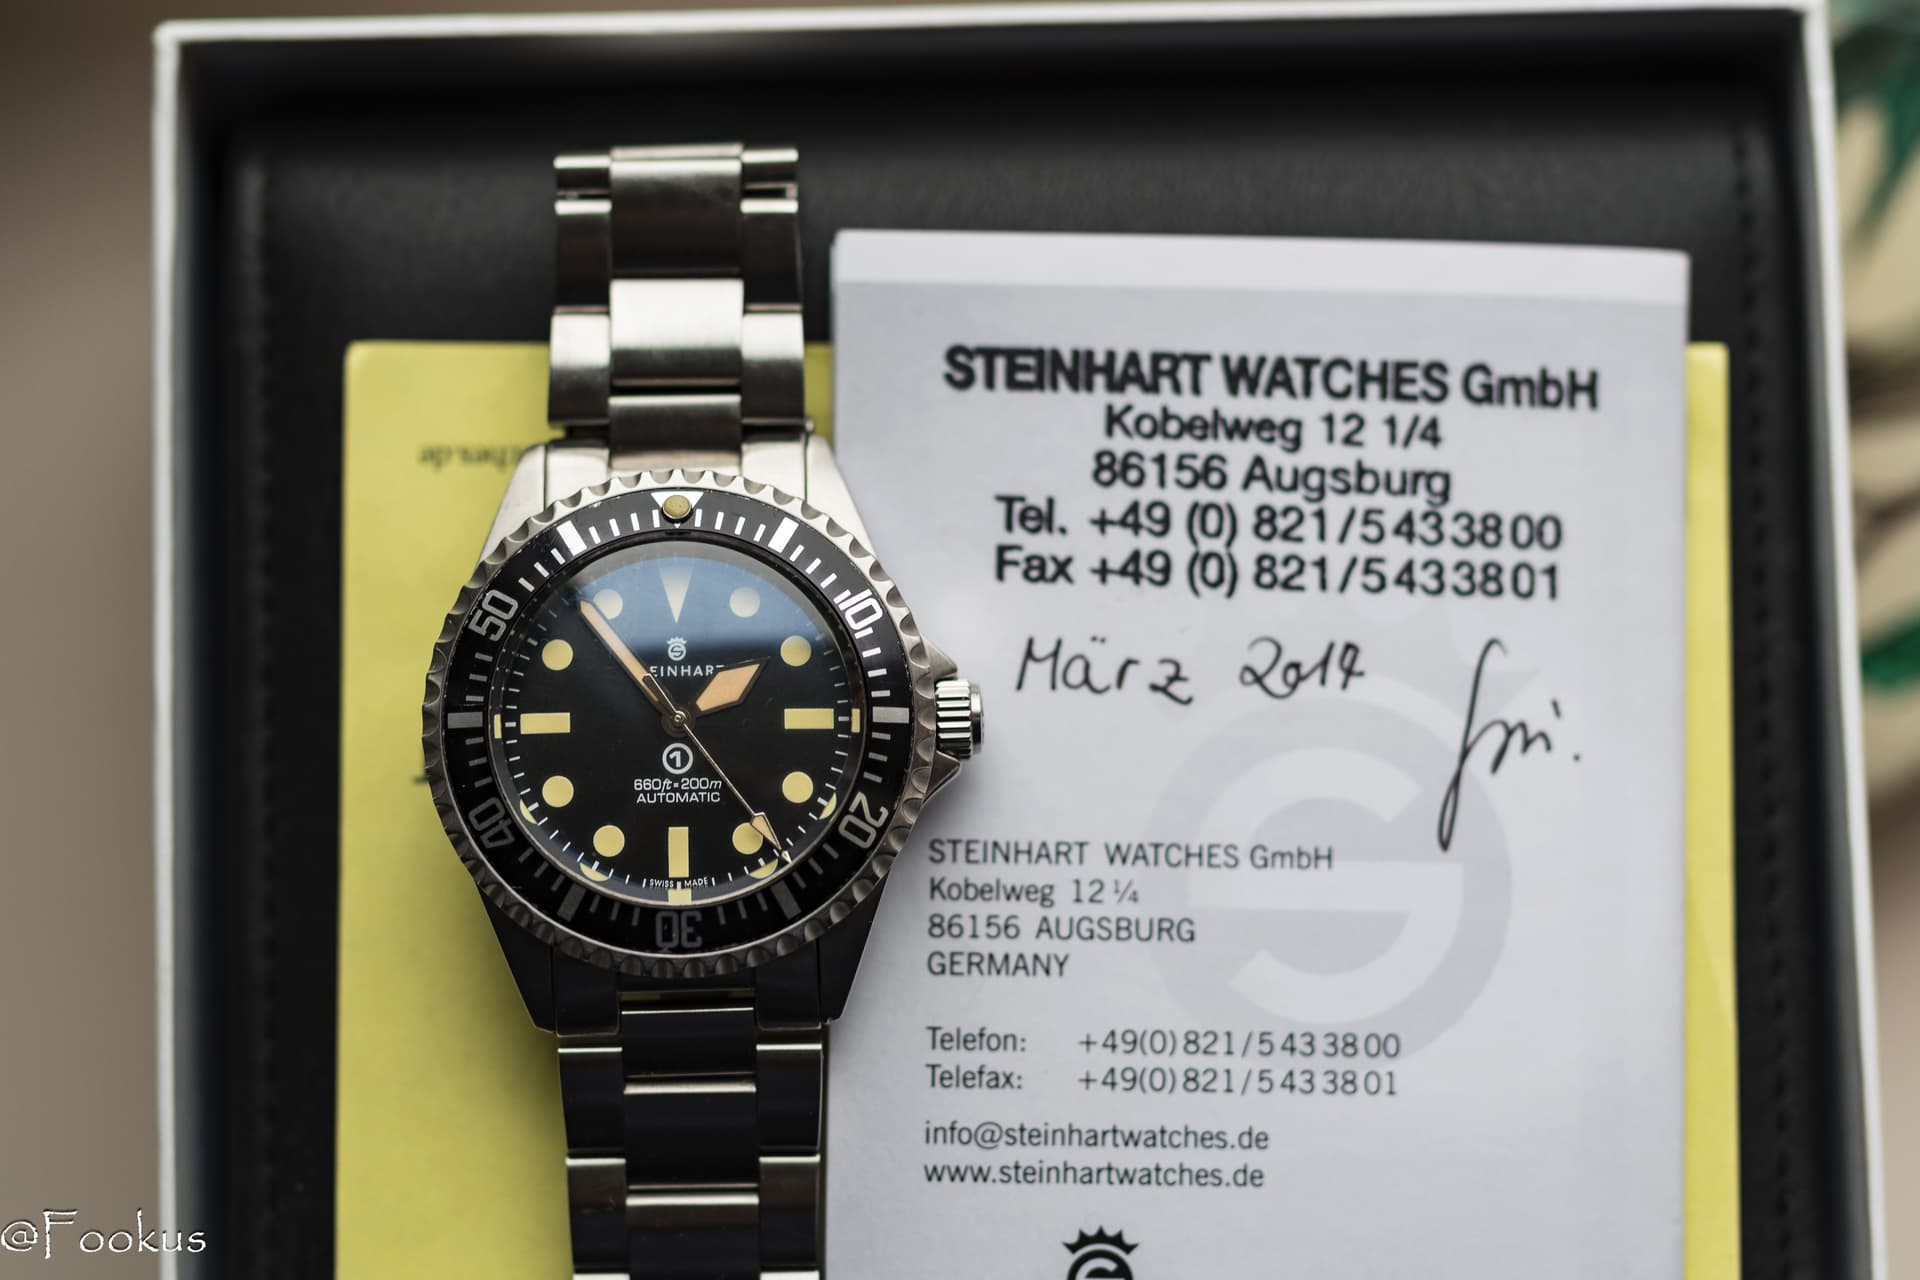 STEINHART WATCHES GmbH
Kobelweg 12 1/4
86156 Augsburg
Tel. +49 (0) 821/5433800
Fax +49 (0) 821/5433801
März 2017
STEINHART WATCHES GmbH
Kobelweg 12 ¼
86156 AUGSBURG
GERMANY
Telefon: +49(0)821/5433800
Telefax: +49(0)821/5433801
info@steinhartwatches.de
www.steinhartwatches.de
50
10
EINHART
1
660ft=200m
AUTOMATIC
40
20
SWISS MADE
30
@Fookus